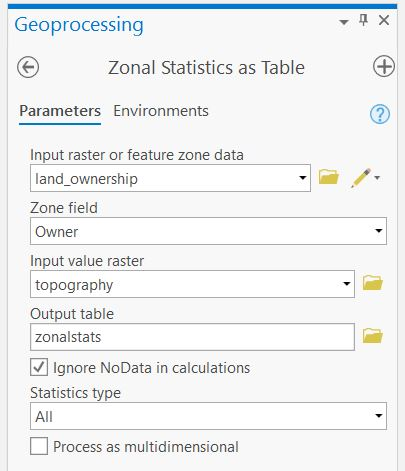 Geoprocessing
Zonal Statistics as Table
Parameters Environments
Input raster or feature zone data
land_ownership
Zone field
Owner
Input value raster
topography
Output table
zonalstats
Ignore NoData in calculations
Statistics type
All
Process as multidimensional